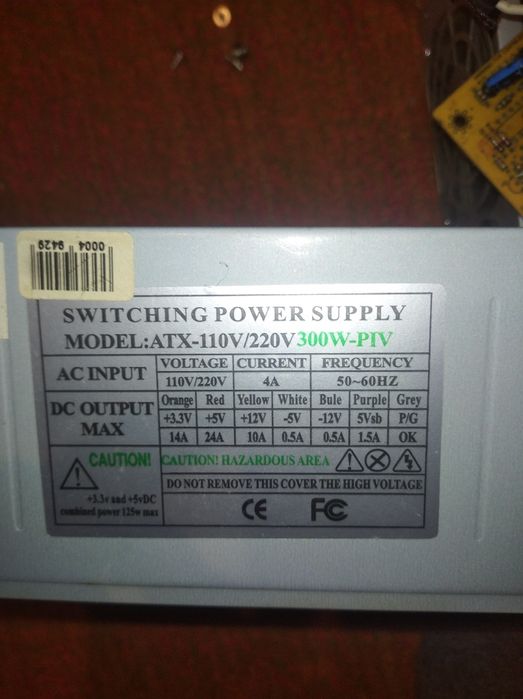 0004 9429
SWITCHING POWER SUPPLY
MODEL:ATX-110V/220V300W-PIV
AC INPUT VOLTAGE CURRENT FREQUENCY
110V/220V 4A 50~60HZ
DC OUTPUT MAX Orange Red Yellow White Bule Purple Grey
+3.3V +5V +12V -5V -12V 5Vsb P/G
14A 24A 10A 0.5A 0.5A 1.5A OK
CAUTION!
+3.3v and +5vDC
combined power 125w max
CAUTION! HAZARDOUS AREA
DO NOT REMOVE THIS COVER THE HIGH VOLTAGE
CE FC